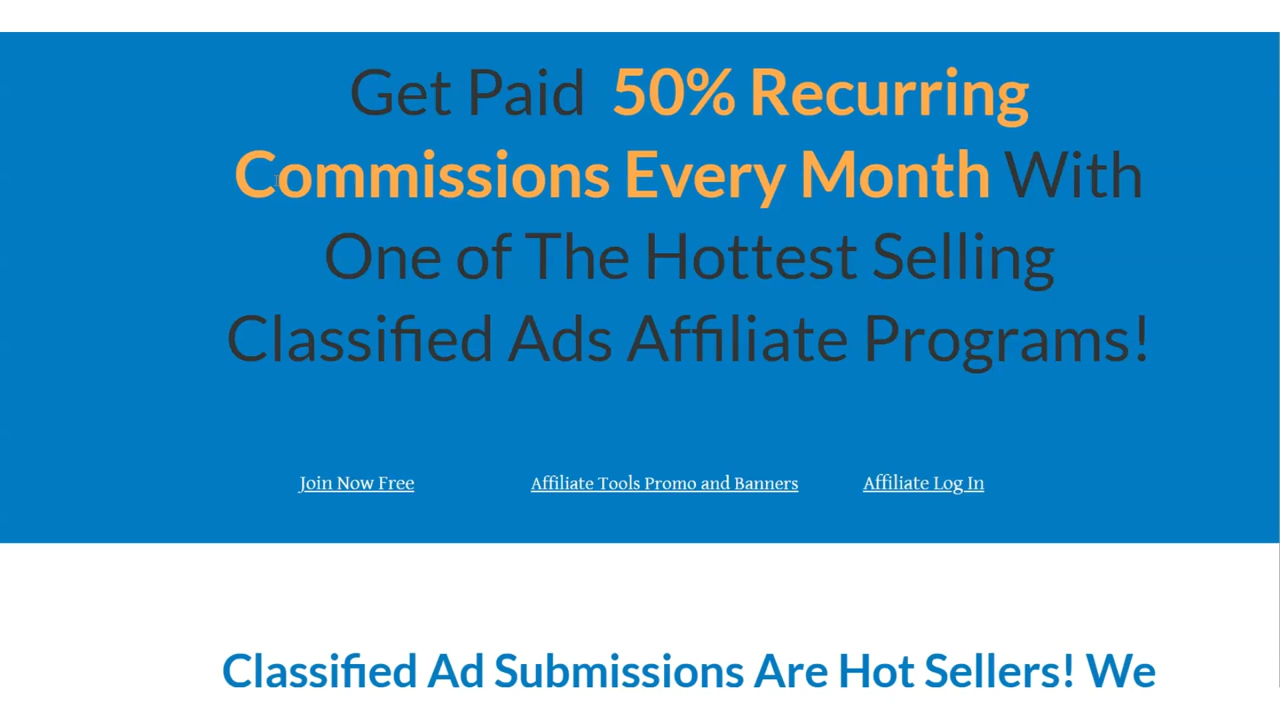 Get Paid 50% Recurring
Commissions Every Month With
One of The Hottest Selling
Classified Ads Affiliate Programs!
Join Now Free Affiliate Tools Promo and Banners Affiliate Log In
Classified Ad Submissions Are Hot Sellers! We